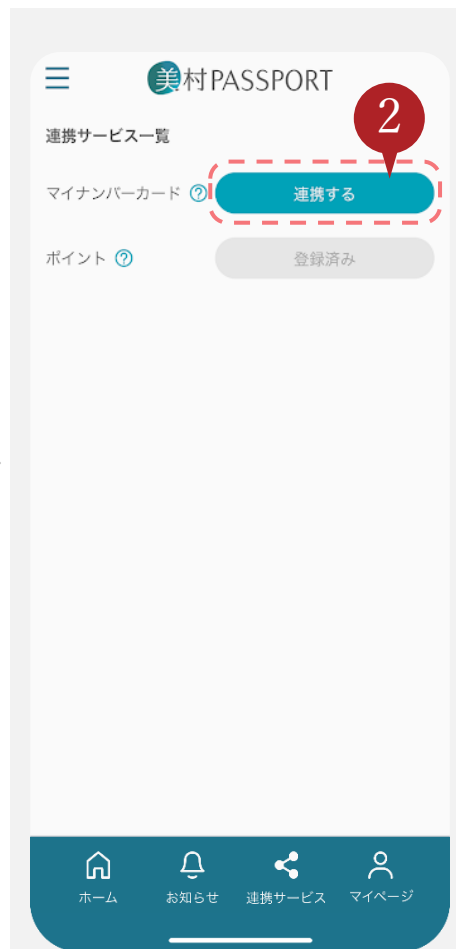 美村PASSPORT
2
連携サービス一覧
マイナンバーカード ? 連携する
ポイント ? 登録済み
ホーム お知らせ 連携サービス マイページ